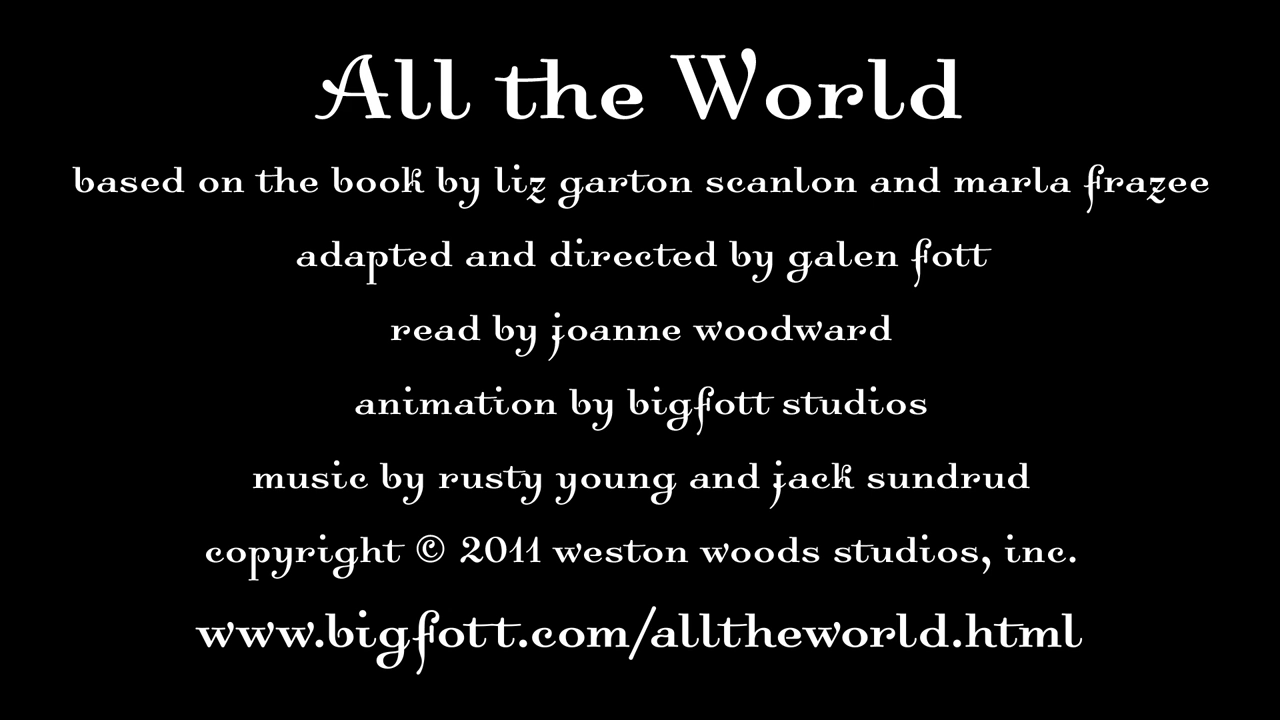 All the World
based on the book by liz garton scanlon and marla frazee
adapted and directed by galen fott
read by joanne woodward
animation by bigfott studios
music by rusty young and jack sundrud
copyright © 2011 weston woods studios, inc.
www.bigfott.com/alltheworld.html